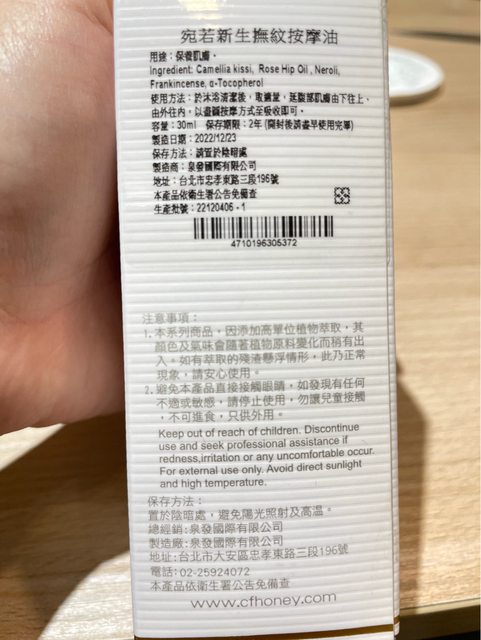 宛若新生撫紋按摩油
用途：保養肌膚。
Ingredient: Camellia kissi, Rose Hip Oil, Neroli,
Frankincense, α-Tocopherol
使用方法：於沐浴清潔後，取適量，延腹部肌膚由下往上、
由外往內，以畫圓按摩方式至吸收即可。
容量：30ml 保存期限：2年 (開封後請盡早使用完畢)
製造日期：2022/12/23
保存方法：請置於陰暗處
製造商：泉發國際有限公司
地址：台北市忠孝東路三段196號
本產品依衛生署公告免備查
生產批號：22120406-1
4710196305372
注意事項：
1.本系列商品，因添加高單位植物萃取，其
顏色及氣味會隨著植物原料變化而稍有出
入。如有萃取的殘渣懸浮情形，此乃正常
現象，請安心使用。
2.避免本產品直接接觸眼睛，如發現有任何
不適或敏感，請停止使用，勿讓兒童接觸
，不可進食，只供外用。
Keep out of reach of children. Discontinue
use and seek professional assistance if
redness,irritation or any uncomfortable occur.
For external use only. Avoid direct sunlight
and high temperature.
保存方法：
置於陰暗處，避免陽光照射及高溫。
總經銷：泉發國際有限公司
製造廠：泉發國際有限公司
地址：台北市大安區忠孝東路三段196號
電話：02-25924072
本產品依衛生署公告免備查
www.cfhoney.com